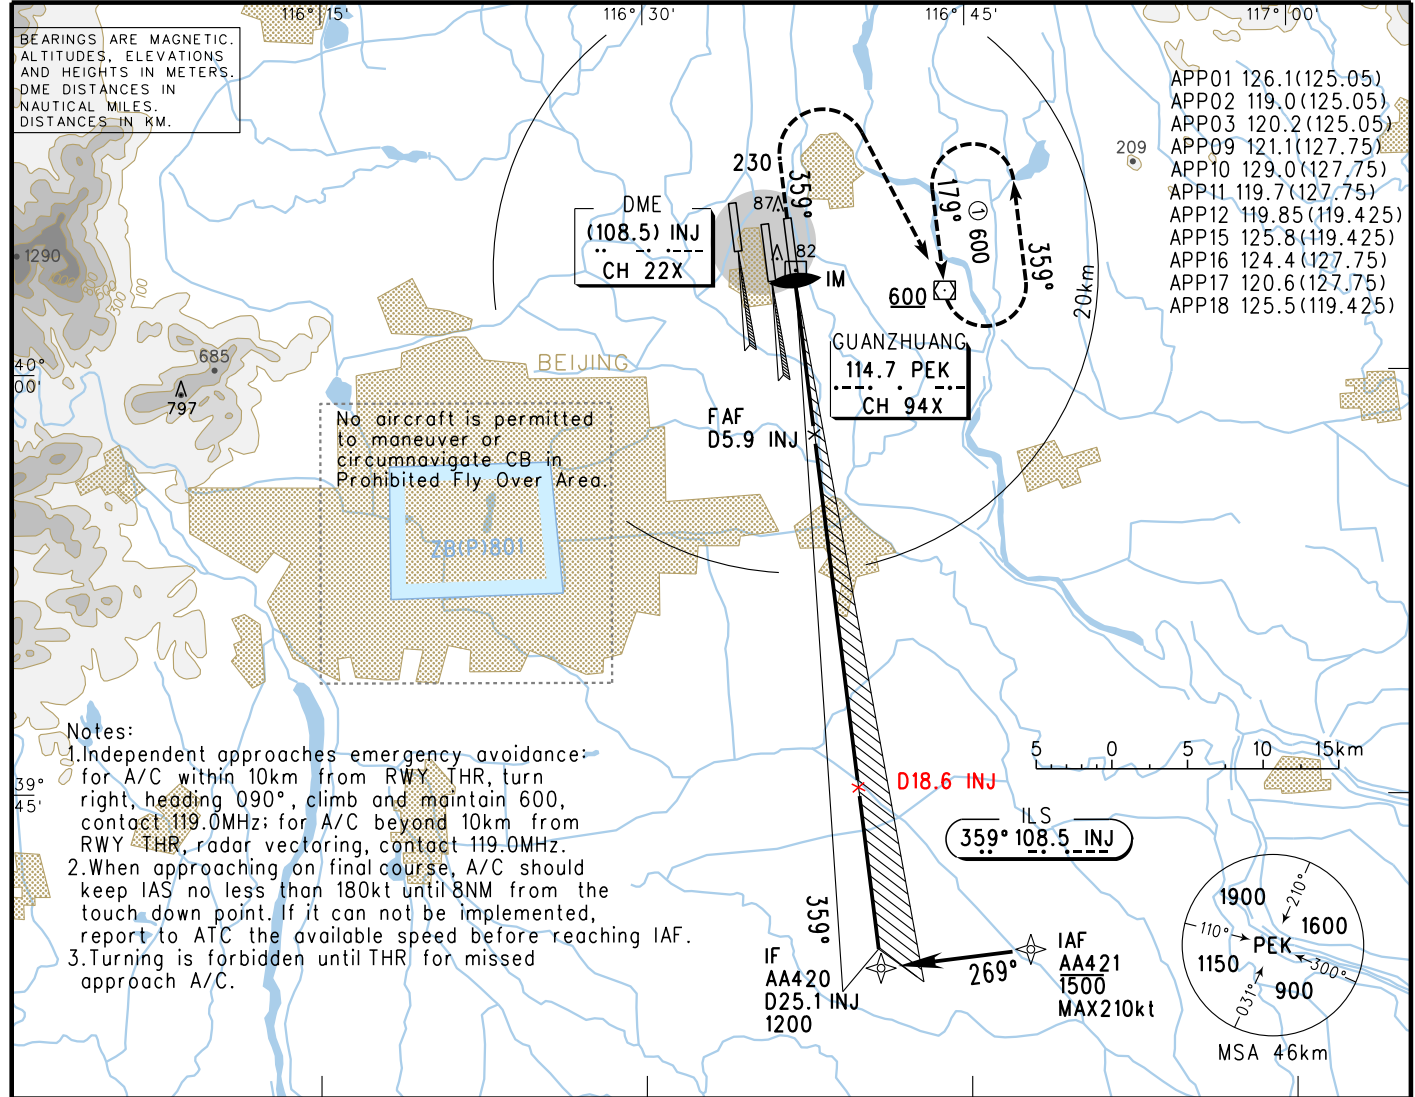 116° 15'
116° 30'
116° 45'
117° 00'
BEARINGS ARE MAGNETIC.
ALTITUDES, ELEVATIONS
AND HEIGHTS IN METERS.
DME DISTANCES IN
NAUTICAL MILES.
DISTANCES IN KM.
APP01 126.1(125.05)
APP02 119.0(125.05)
APP03 120.2(125.05)
APP09 121.1(127.75)
APP10 129.0(127.75)
APP11 119.7(127.75)
APP12 119.85(119.425)
APP15 125.8(119.425)
APP16 124.4(127.75)
APP17 120.6(127.75)
APP18 125.5(119.425)
209
230
359°
179°
① 600
359°
20km
DME
(108.5) INJ
CH 22X
87
82
IM
600
1290
300
100
GUANZHUANG
114.7 PEK
CH 94X
685
797
40°
00'
BEIJING
FAF
D5.9 INJ
No aircraft is permitted
to maneuver or
circumnavigate CB in
Prohibited Fly Over Area.
ZB(P)801
Notes:
1.Independent approaches emergency avoidance:
for A/C within 10km from RWY THR, turn
right, heading 090°, climb and maintain 600,
contact 119.0MHz; for A/C beyond 10km from
RWY THR, radar vectoring, contact 119.0MHz.
2.When approaching on final course, A/C should
keep IAS no less than 180kt until 8NM from the
touch down point. If it can not be implemented,
report to ATC the available speed before reaching IAF.
3.Turning is forbidden until THR for missed
approach A/C.
39°
45'
5 0 5 10 15km
D18.6 INJ
ILS
359° 108.5 INJ
359°
IF
AA420
D25.1 INJ
1200
269°
IAF
AA421
1500
MAX210kt
1900
210°
1600
110°
PEK
1150
300°
900
031°
MSA 46km